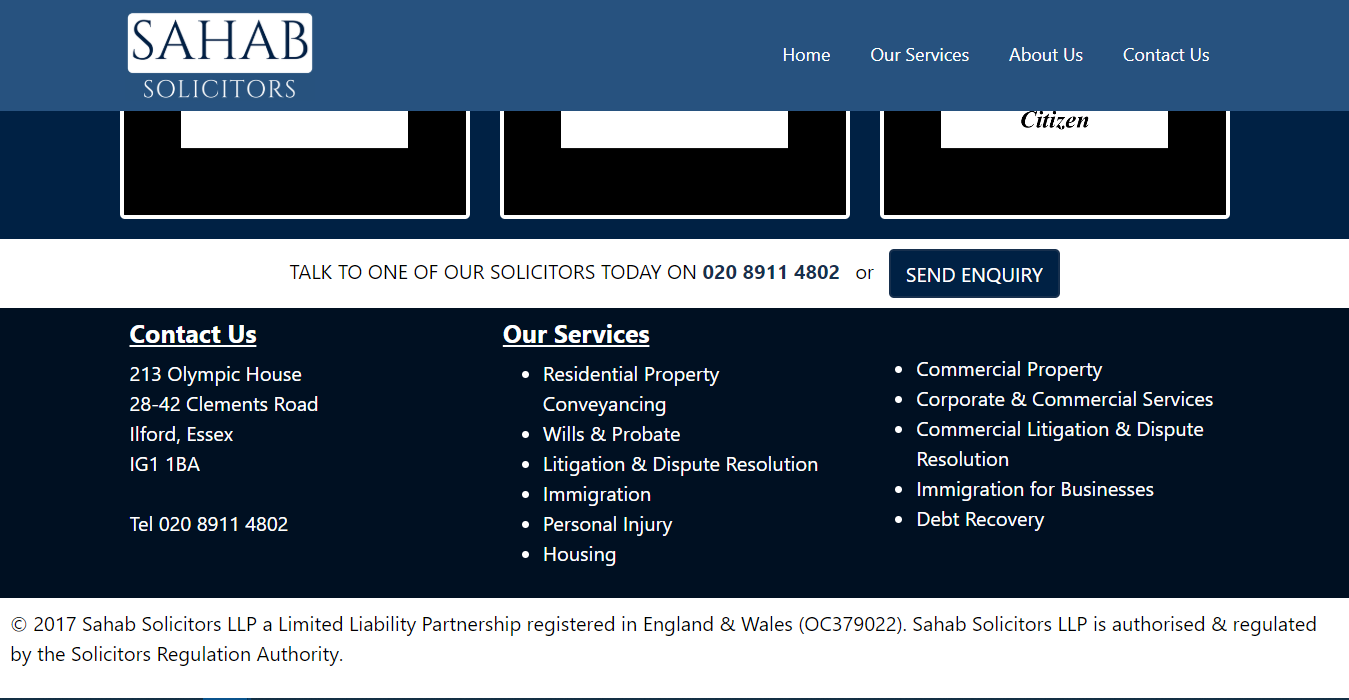 SAHAB
SOLICITORS
Home
Our Services
About Us
Contact Us
Citizen
TALK TO ONE OF OUR SOLICITORS TODAY ON 020 8911 4802 or
SEND ENQUIRY
Contact Us
213 Olympic House
28-42 Clements Road
Ilford, Essex
IG1 1BA
Tel 020 8911 4802
Our Services
Residential Property
Conveyancing
Wills & Probate
Litigation & Dispute Resolution
Immigration
Personal Injury
Housing
Commercial Property
Corporate & Commercial Services
Commercial Litigation & Dispute
Resolution
Immigration for Businesses
Debt Recovery
© 2017 Sahab Solicitors LLP a Limited Liability Partnership registered in England & Wales (OC379022). Sahab Solicitors LLP is authorised & regulated
by the Solicitors Regulation Authority.